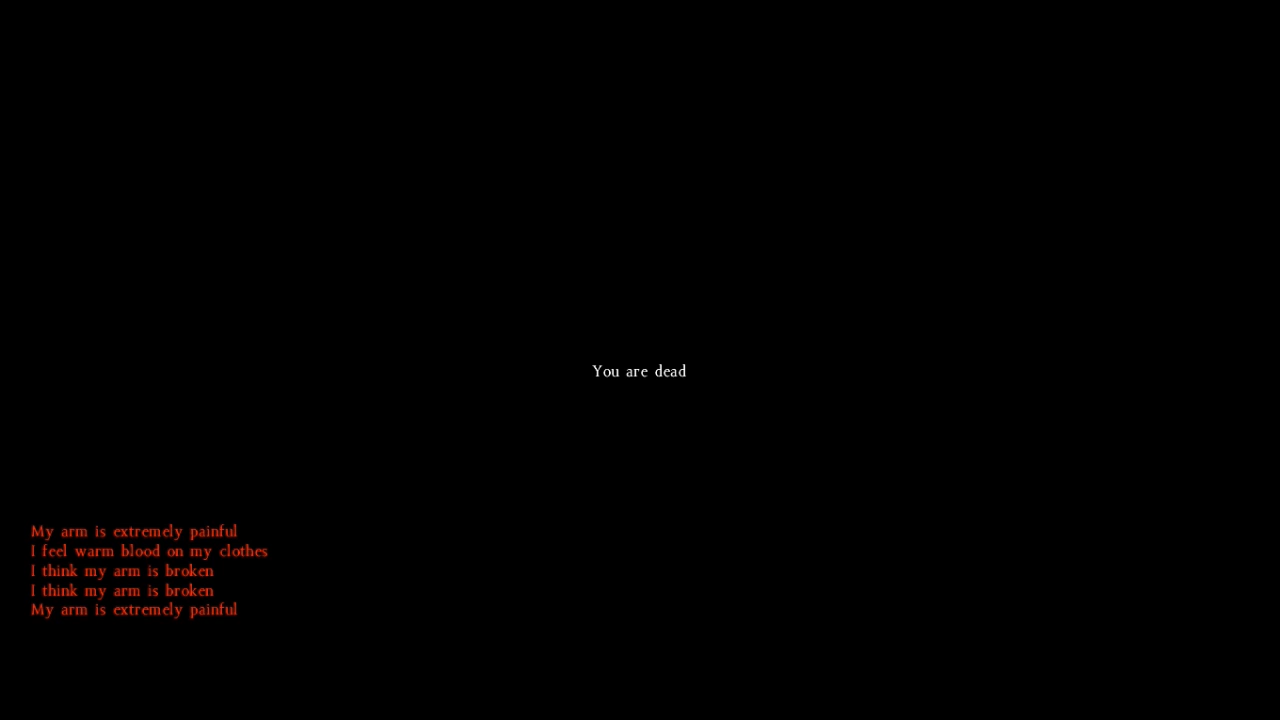 You are dead
My arm is extremely painful
I feel warm blood on my clothes
I think my arm is broken
I think my arm is broken
My arm is extremely painful